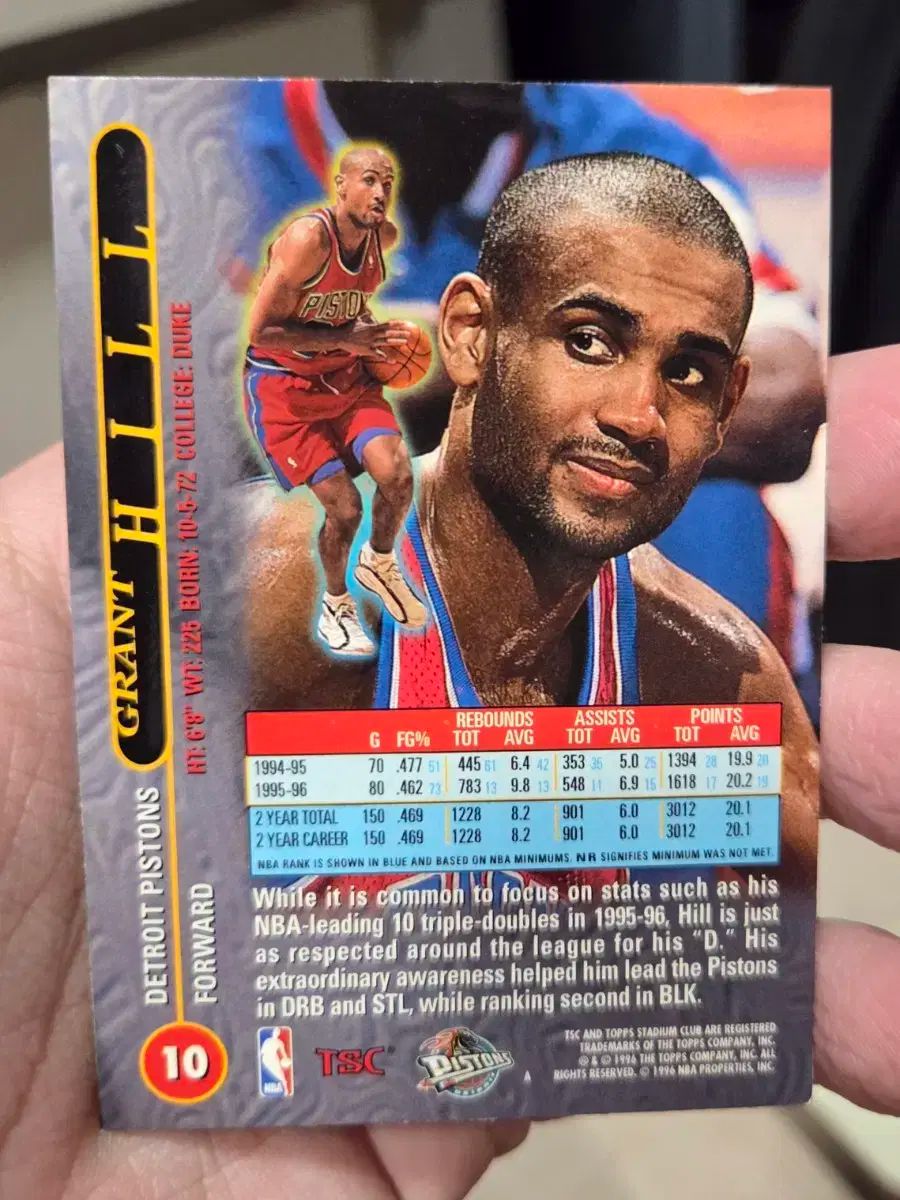 GRANT HILL
HT: 6'8" WT: 225 BORN: 10-5-72 COLLEGE: DUKE
DETROIT PISTONS
FORWARD
10
PISTO
REBOUNDS ASSISTS POINTS
G FG% TOT AVG TOT AVG TOT AVG
1994-95 70 .477 51 445 61 6.4 42 353 35 5.0 25 1394 28 19.9 20
1995-96 80 .462 73 783 13 9.8 13 548 11 6.9 15 1618 17 20.2 19
2 YEAR TOTAL 150 .469 1228 8.2 901 6.0 3012 20.1
2 YEAR CAREER 150 .469 1228 8.2 901 6.0 3012 20.1
NBA RANK IS SHOWN IN BLUE AND BASED ON NBA MINIMUMS. NR SIGNIFIES MINIMUM WAS NOT MET.
While it is common to focus on stats such as his
NBA-leading 10 triple-doubles in 1995-96, Hill is just
as respected around the league for his "D." His
extraordinary awareness helped him lead the Pistons
in DRB and STL, while ranking second in BLK.
NBA
TSC
PISTONS
DETROIT
TSC AND TOPPS STADIUM CLUB ARE REGISTERED
TRADEMARKS OF THE TOPPS COMPANY, INC.
® & © 1996 THE TOPPS COMPANY, INC. ALL
RIGHTS RESERVED. © 1996 NBA PROPERTIES, INC.